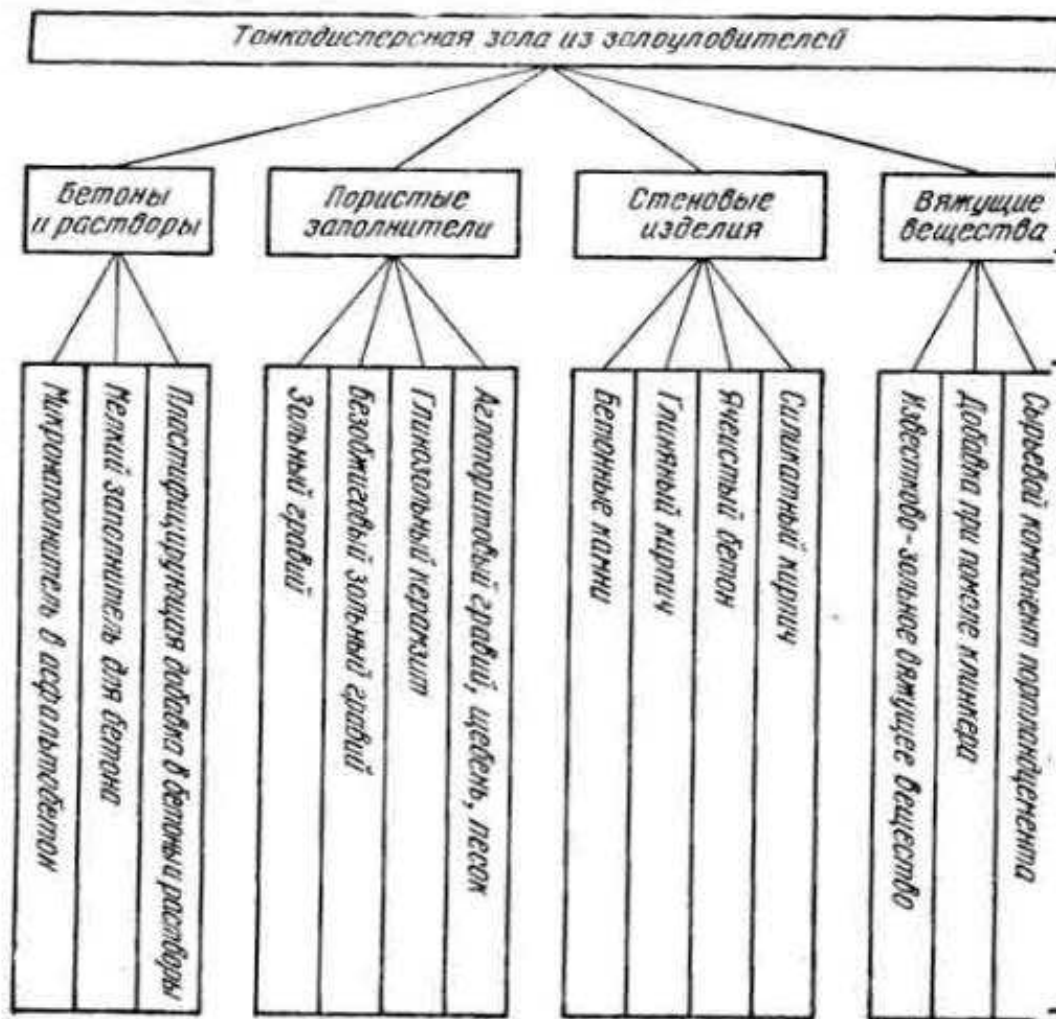 Тонкодисперсная зола из золоуловителей
Бетоны
и растворы
Пористые
заполнители
Стеновые
изделия
Вяжущие
вещества
Микронаполнитель в асфальтобетон
Мелкий заполнитель для бетона
Пластифицирующая добавка в бетоны и растворы
Зольный гравий
Безобжиговый зольный гравий
Глинозольный керамзит
Аглопоритовый гравий, щебень, песок
Бетонные камни
Глиняный кирпич
Ячеистый бетон
Силикатный кирпич
Известково-зольное вяжущее вещество
Добавка при помоле клинкера
Сырьевой компонент портландцемента